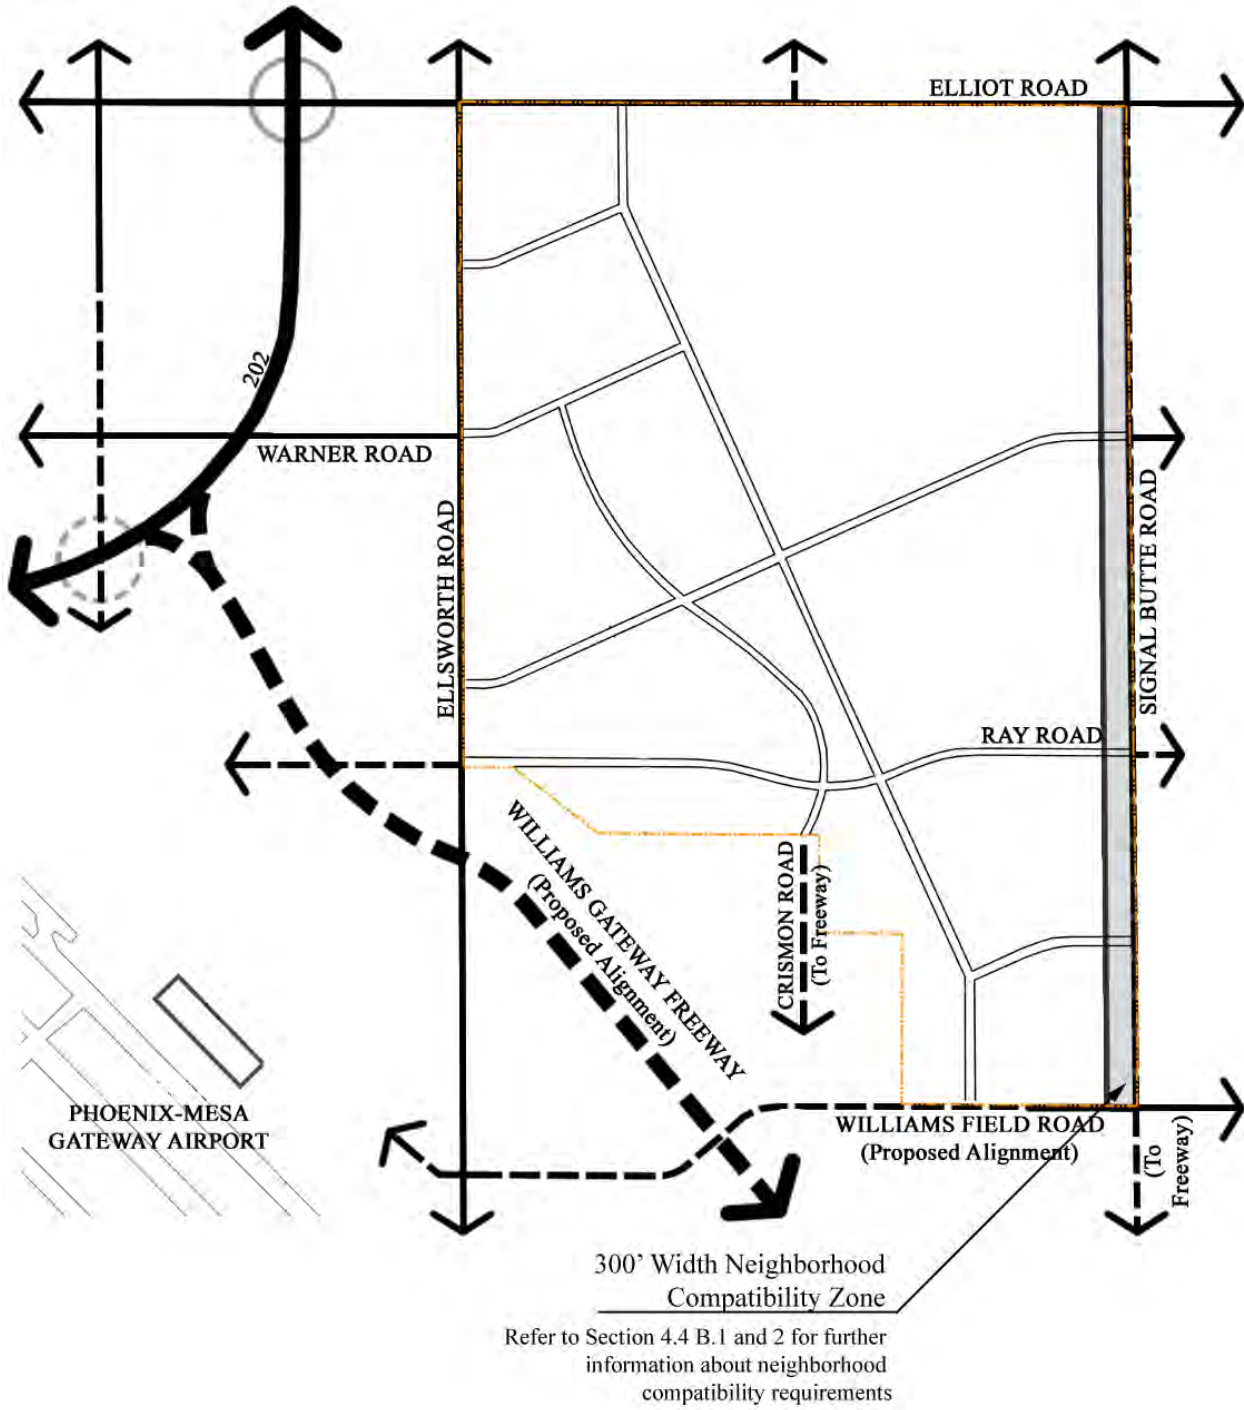 ELLIOT ROAD
202
WARNER ROAD
ELLSWORTH ROAD
SIGNAL BUTTE ROAD
RAY ROAD
WILLIAMS GATEWAY FREEWAY
(Proposed Alignment)
CRISMON ROAD
(To Freeway)
PHOENIX-MESA
GATEWAY AIRPORT
WILLIAMS FIELD ROAD
(Proposed Alignment)
(To
Freeway)
300’ Width Neighborhood
Compatibility Zone
Refer to Section 4.4 B.1 and 2 for further
information about neighborhood
compatibility requirements